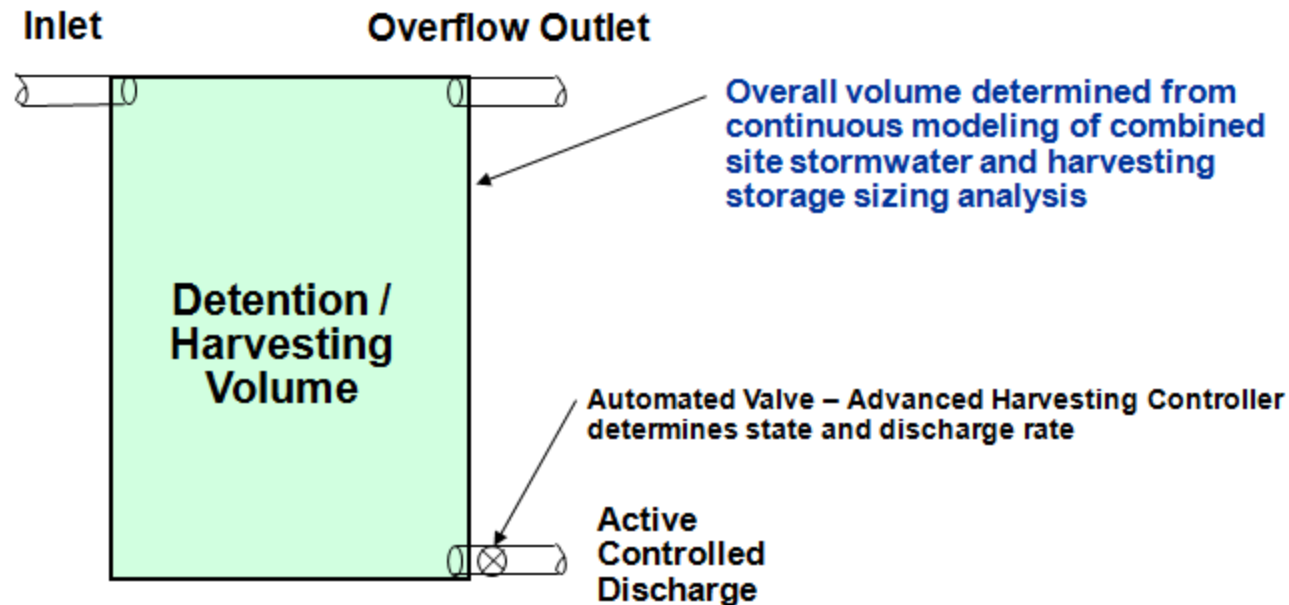 Inlet
Overflow Outlet
Overall volume determined from
continuous modeling of combined
site stormwater and harvesting
storage sizing analysis
Detention /
Harvesting
Volume
Automated Valve – Advanced Harvesting Controller
determines state and discharge rate
Active
Controlled
Discharge